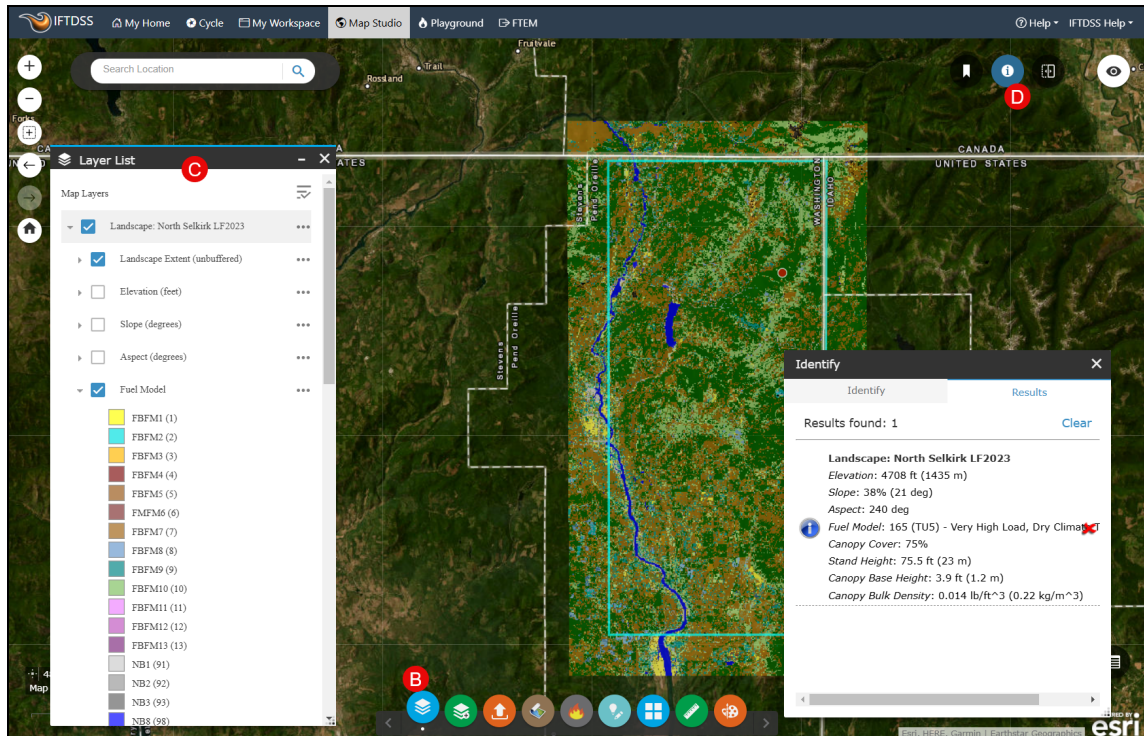 IFTDSS My Home Cycle My Workspace Map Studio Playground FTEM Help IFTDSS Help
Search Location
Fruitvale
Trail
Rossland
Forks
D
CANADA
UNITED STATES
ATES
C
Layer List
Map Layers
Landscape: North Selkirk LF2023
Landscape Extent (unbuffered)
Elevation (feet)
Slope (degrees)
Aspect (degrees)
Fuel Model
FBFM1 (1)
FBFM2 (2)
FBFM3 (3)
FBFM4 (4)
FBFM5 (5)
FMFM6 (6)
FBFM7 (7)
FBFM8 (8)
FBFM9 (9)
FBFM10 (10)
FBFM11 (11)
FBFM12 (12)
FBFM13 (13)
NB1 (91)
NB2 (92)
NB3 (93)
NB8 (98)
Stevens
Pend Oreille
WASHINGTON
IDAHO
Stevens
Pend Oreille
Identify
Identify Results
Results found: 1 Clear
Landscape: North Selkirk LF2023
Elevation: 4708 ft (1435 m)
Slope: 38% (21 deg)
Aspect: 240 deg
Fuel Model: 165 (TU5) - Very High Load, Dry Climate T
Canopy Cover: 75%
Stand Height: 75.5 ft (23 m)
Canopy Base Height: 3.9 ft (1.2 m)
Canopy Bulk Density: 0.014 lb/ft^3 (0.22 kg/m^3)
Map
B
Esri, HERE, Garmin | Earthstar Geographics
esri